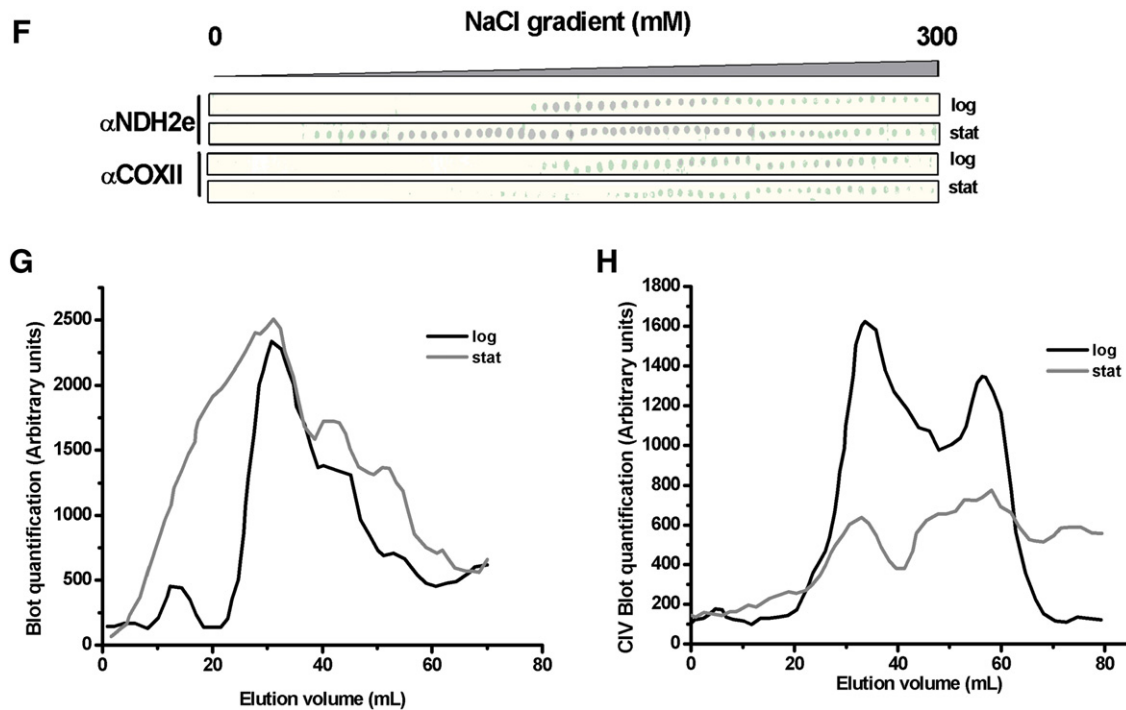 F
NaCl gradient (mM)
0 300
αNDH2e
log
stat
αCOXII
log
stat
G
Blot quantification (Arbitrary units)
2500
2000
1500
1000
500
0
0 20 40 60 80
Elution volume (mL)
log
stat
H
CIV Blot quantification (Arbitrary units)
1800
1600
1400
1200
1000
800
600
400
200
0
0 20 40 60 80
Elution volume (mL)
log
stat